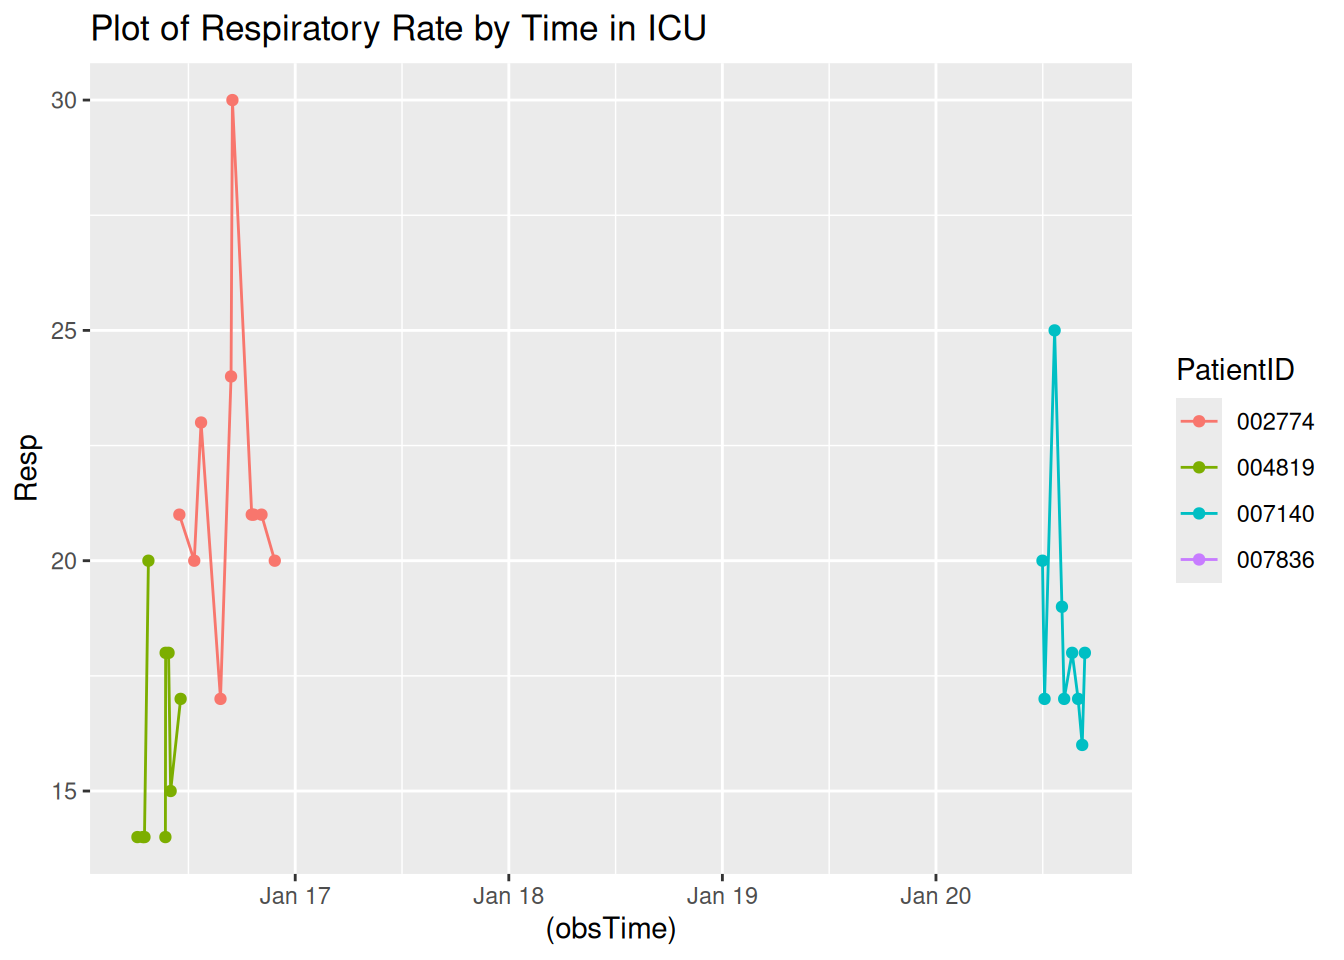 Plot of Respiratory Rate by Time in ICU
30
25
20
15
Resp
Jan 17
Jan 18
Jan 19
Jan 20
(obsTime)
PatientID
002774
004819
007140
007836